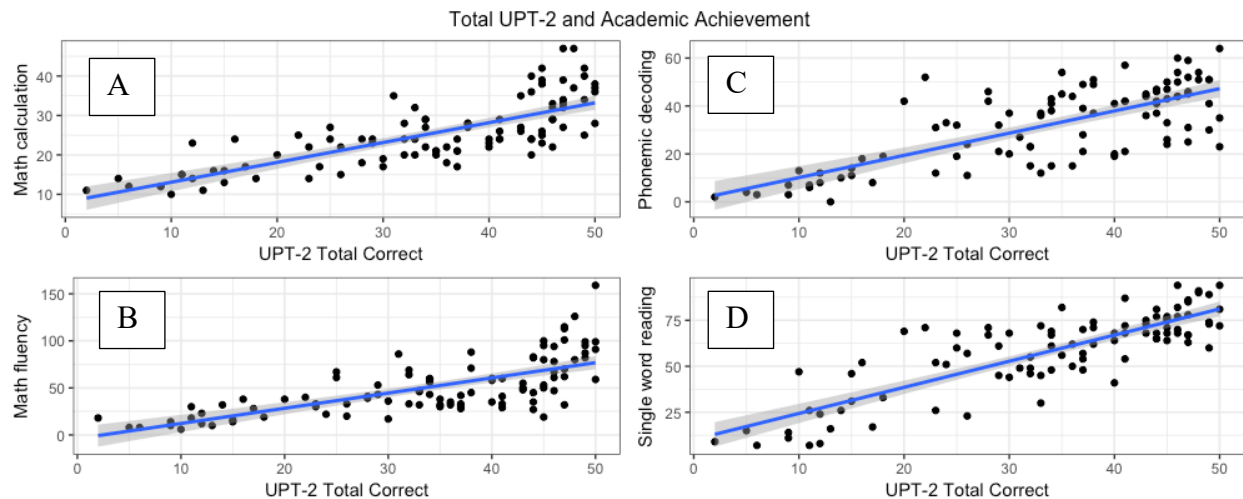 Total UPT-2 and Academic Achievement
A
Math calculation
40
30
20
10
0 10 20 30 40 50
UPT-2 Total Correct
C
Phonemic decoding
60
40
20
0
0 10 20 30 40 50
UPT-2 Total Correct
B
Math fluency
150
100
50
0
0 10 20 30 40 50
UPT-2 Total Correct
D
Single word reading
75
50
25
0 10 20 30 40 50
UPT-2 Total Correct